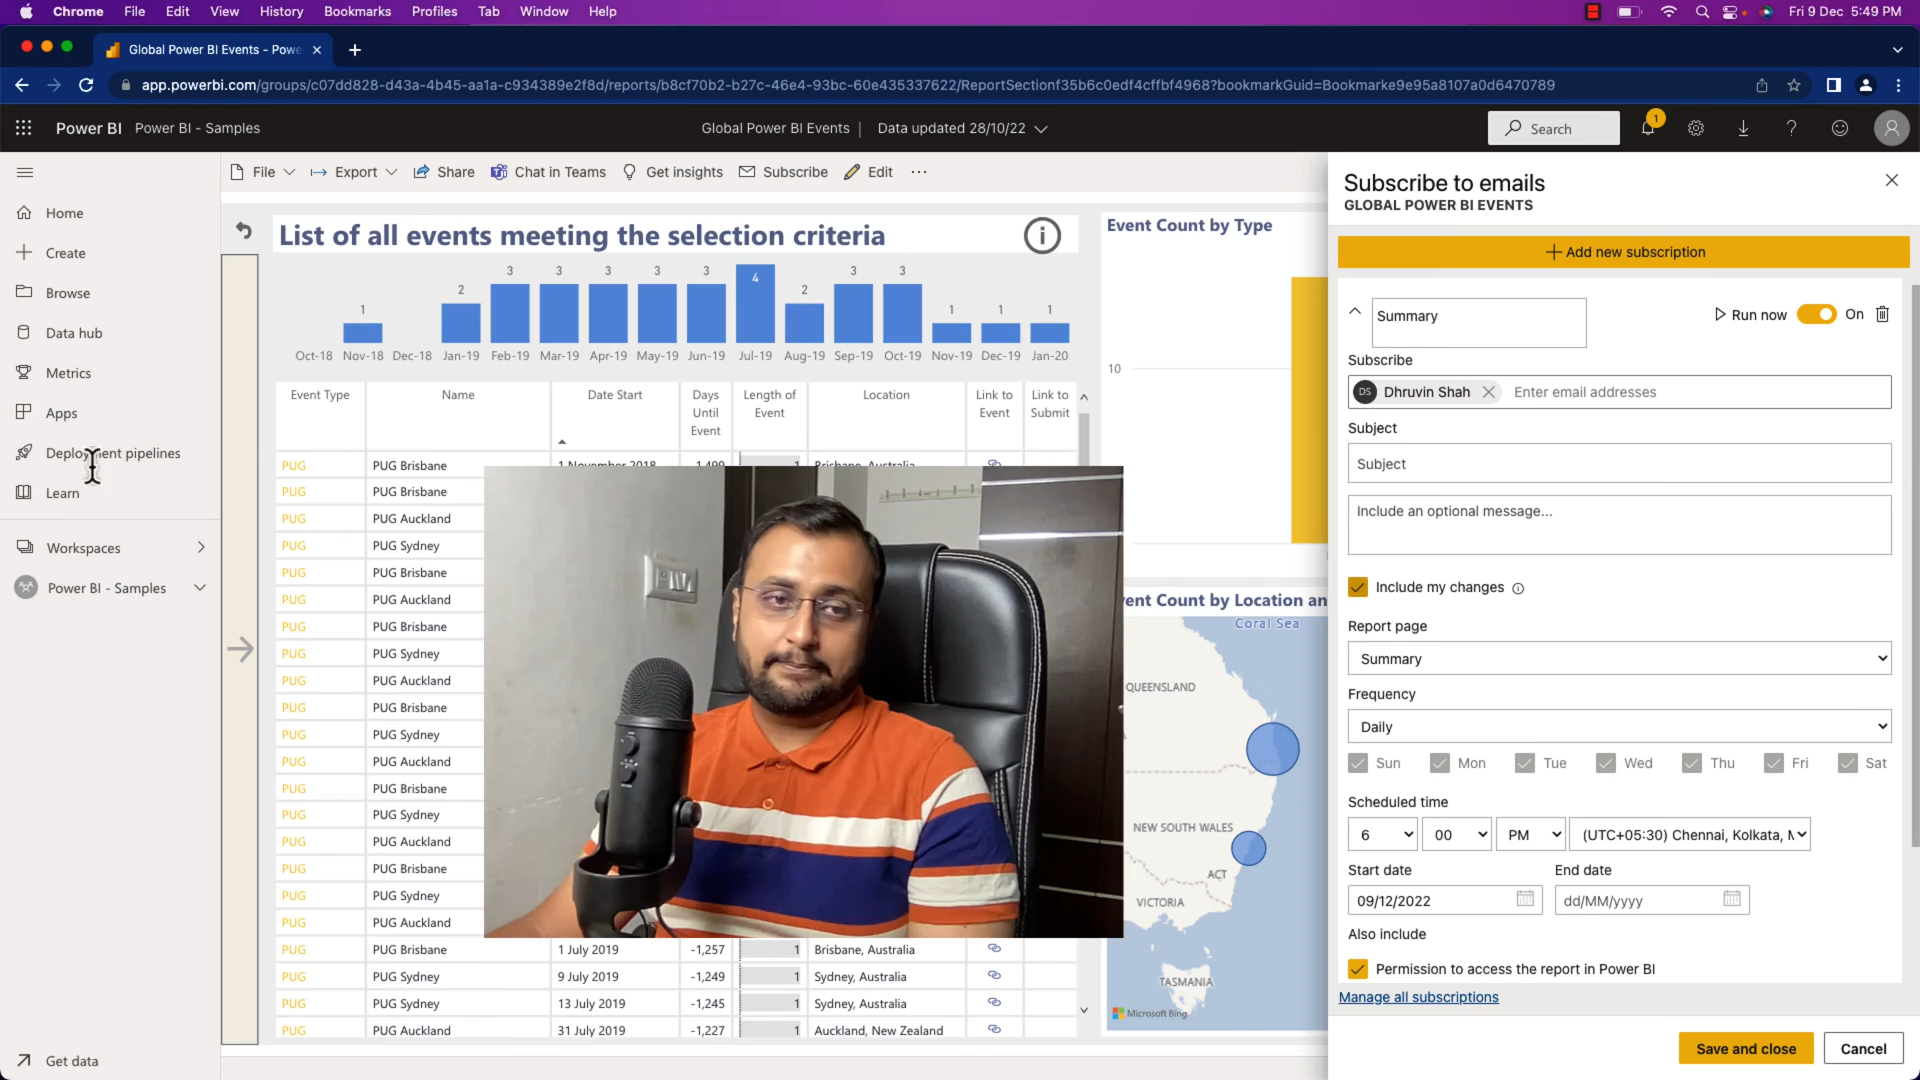 Chrome File Edit View History Bookmarks Profiles Tab Window Help
Fri 9 Dec 5:49 PM
Global Power BI Events - Powe
app.powerbi.com/groups/c07dd828-d43a-4b45-aa1a-c934389e2f8d/reports/b8cf70b2-b27c-46e4-93bc-60e435337622/ReportSectionf35b6c0edf4cffbf4968?bookmarkGuid=Bookmarke9e95a8107a0d6470789
Power BI Power BI - Samples
Global Power BI Events | Data updated 28/10/22
Search
1
File Export Share Chat in Teams Get insights Subscribe Edit
Home
Create
Browse
Data hub
Metrics
Apps
Deployment pipelines
Learn
Workspaces
Power BI - Samples
Get data
List of all events meeting the selection criteria
1 2 3 3 3 3 3 4 2 3 3 1 1 1
Oct-18 Nov-18 Dec-18 Jan-19 Feb-19 Mar-19 Apr-19 May-19 Jun-19 Jul-19 Aug-19 Sep-19 Oct-19 Nov-19 Dec-19 Jan-20
Event Type Name Date Start Days Until Event Length of Event Location Link to Event Link to Submit
PUG PUG Brisbane 1 November 2018 1,499 1 Brisbane, Australia
PUG PUG Brisbane
PUG PUG Auckland
PUG PUG Sydney
PUG PUG Brisbane
PUG PUG Auckland
PUG PUG Brisbane
PUG PUG Sydney
PUG PUG Auckland
PUG PUG Brisbane
PUG PUG Sydney
PUG PUG Auckland
PUG PUG Brisbane
PUG PUG Sydney
PUG PUG Auckland
PUG PUG Brisbane
PUG PUG Sydney
PUG PUG Auckland
PUG PUG Brisbane 1 July 2019 -1,257 1 Brisbane, Australia
PUG PUG Sydney 9 July 2019 -1,249 1 Sydney, Australia
PUG PUG Sydney 13 July 2019 -1,245 1 Sydney, Australia
PUG PUG Auckland 31 July 2019 -1,227 1 Auckland, New Zealand
Event Count by Type
10
ent Count by Location an
Coral Sea
QUEENSLAND
NEW SOUTH WALES
ACT
VICTORIA
TASMANIA
Microsoft Bing
Subscribe to emails
GLOBAL POWER BI EVENTS
Add new subscription
Summary
Run now On
Subscribe
DS Dhruvin Shah Enter email addresses
Subject
Subject
Include an optional message...
Include my changes
Report page
Summary
Frequency
Daily
Sun Mon Tue Wed Thu Fri Sat
Scheduled time
6 00 PM (UTC+05:30) Chennai, Kolkata,
Start date End date
09/12/2022 dd/MM/yyyy
Also include
Permission to access the report in Power BI
Manage all subscriptions
Save and close Cancel